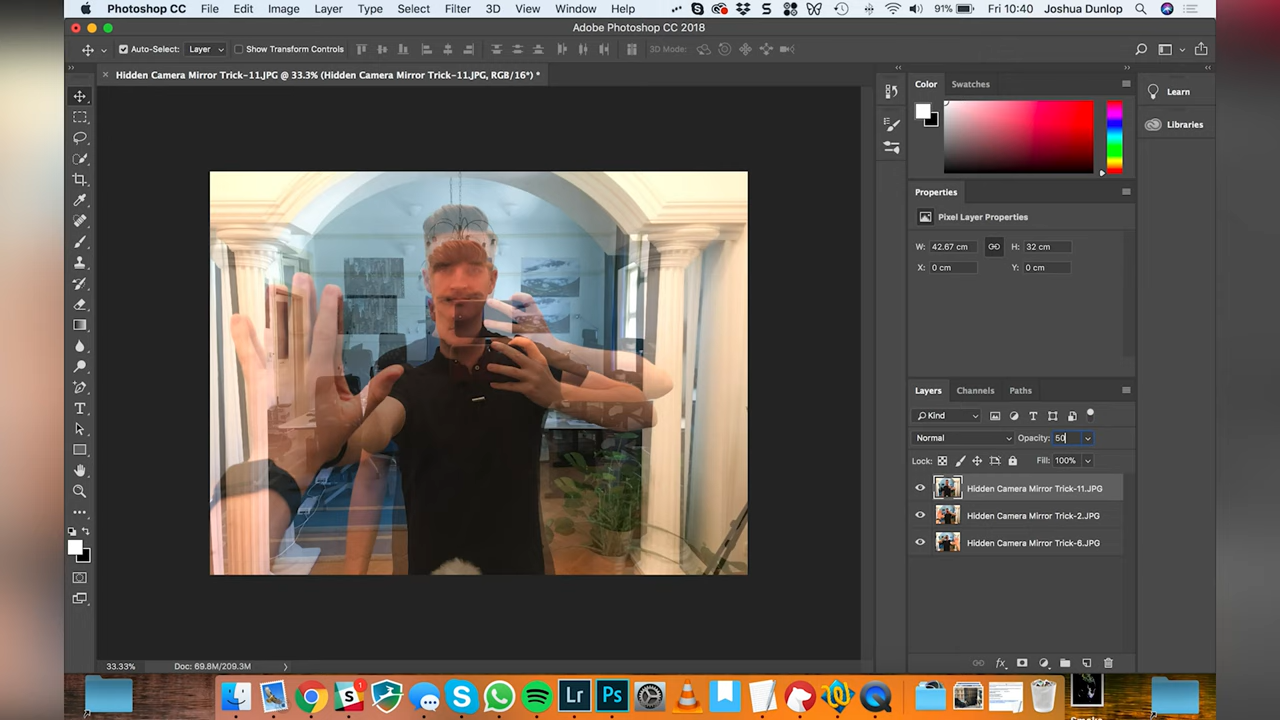 Photoshop CC File Edit Image Layer Type Select Filter 3D View Window Help 91% Fri 10:40 Joshua Dunlop
Adobe Photoshop CC 2018
Auto-Select: Layer Show Transform Controls 3D Mode:
Hidden Camera Mirror Trick-11.JPG @ 33.3% (Hidden Camera Mirror Trick-11.JPG, RGB/16*) *
Color Swatches
Learn
Libraries
Properties
Pixel Layer Properties
W: 42.67 cm H: 32 cm
X: 0 cm Y: 0 cm
Layers Channels Paths
Kind
Normal Opacity: 50
Lock: Fill: 100%
Hidden Camera Mirror Trick-11.JPG
Hidden Camera Mirror Trick-2.JPG
Hidden Camera Mirror Trick-6.JPG
fx
33.33% Doc: 69.8M/209.3M
1
Lr Ps